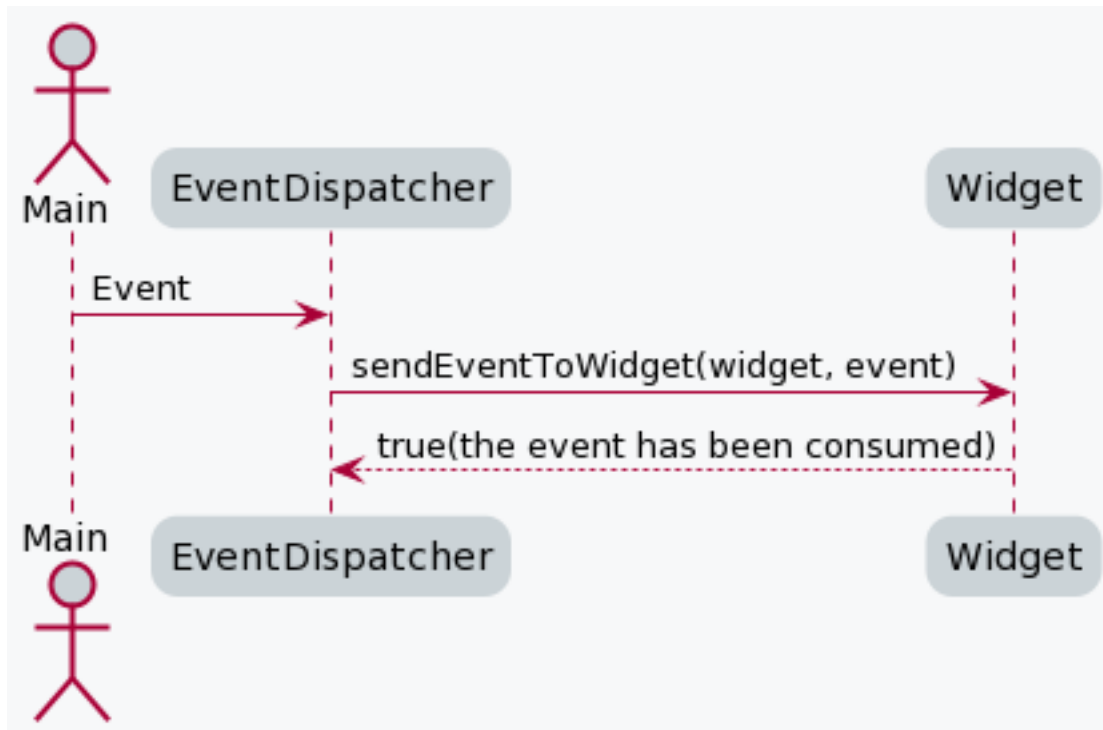 Main
EventDispatcher
Widget
Event
sendEventToWidget(widget, event)
true(the event has been consumed)
Main
EventDispatcher
Widget